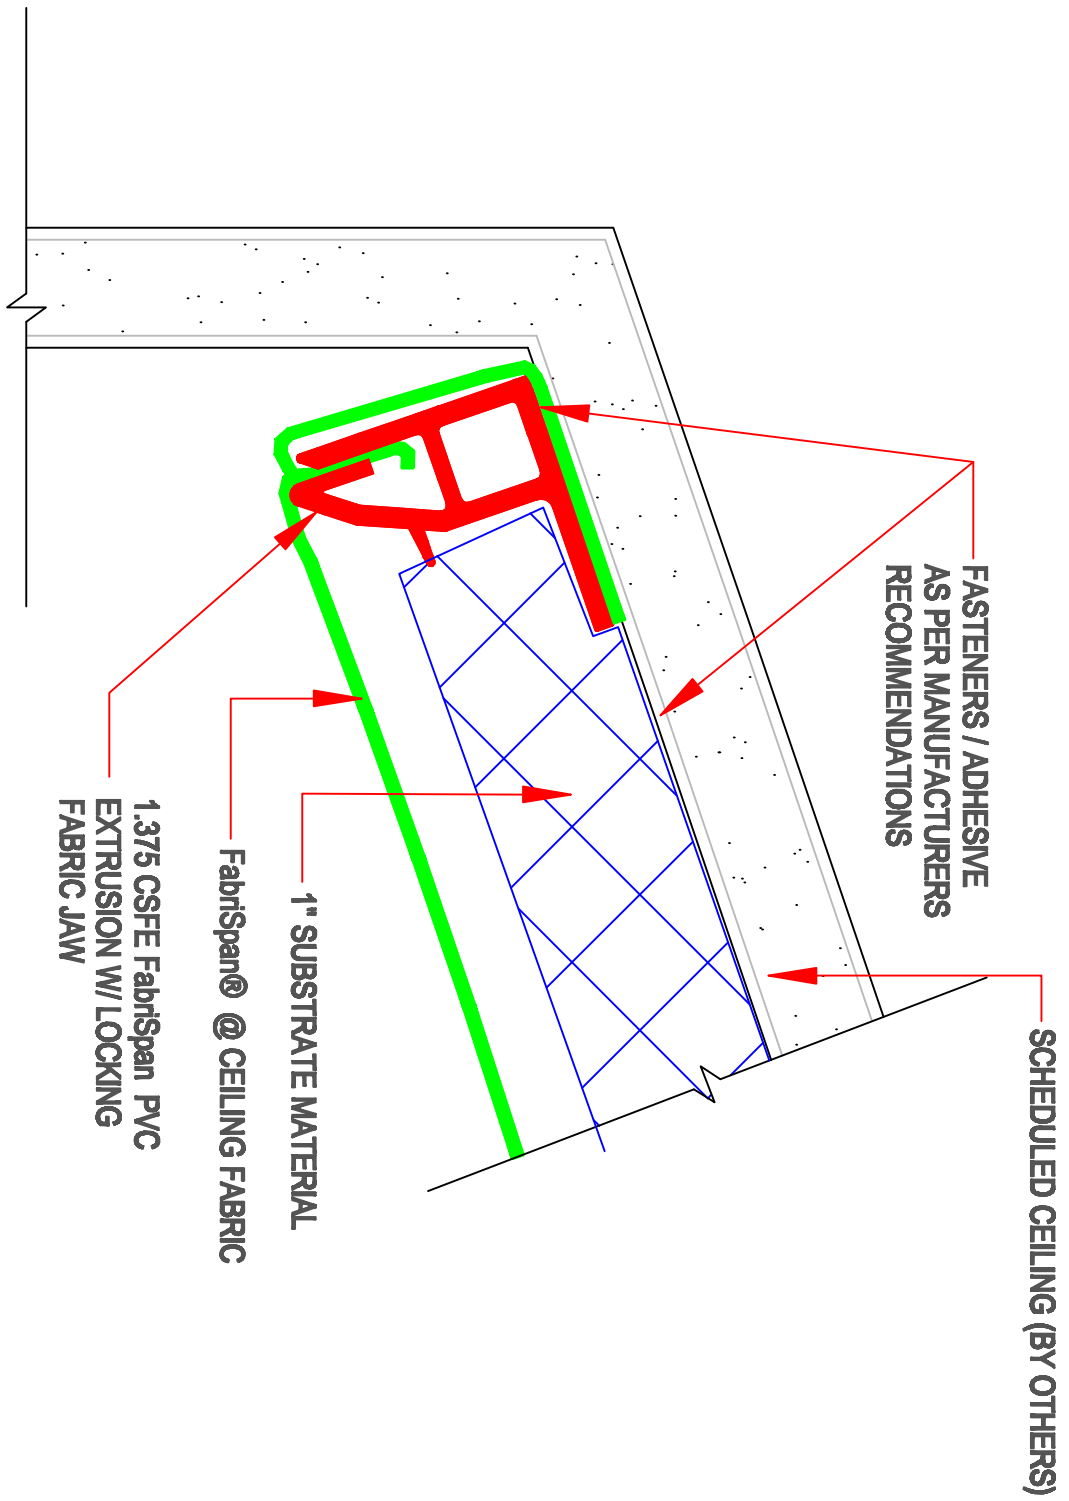 SCHEDULED CEILING (BY OTHERS)
FASTENERS / ADHESIVE
AS PER MANUFACTURERS
RECOMMENDATIONS
1" SUBSTRATE MATERIAL
FabriSpan® @ CEILING FABRIC
1.375 CSFE FabriSpan PVC
EXTRUSION W/ LOCKING
FABRIC JAW